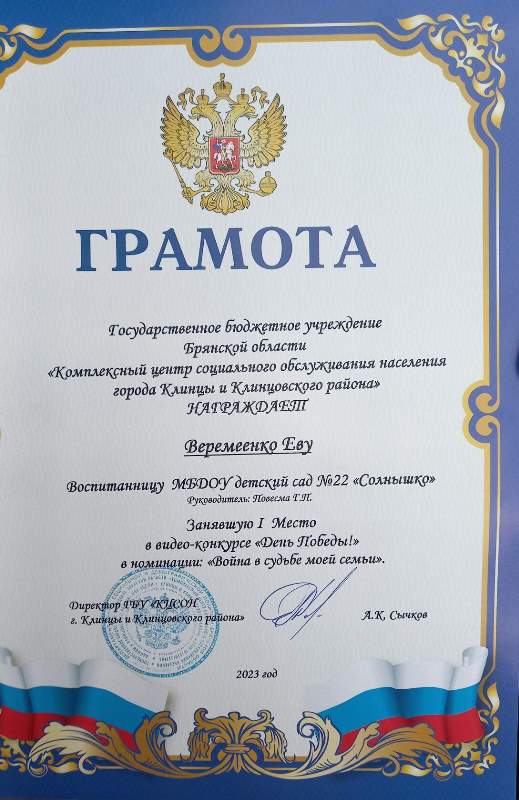 ГРАМОТА
Государственное бюджетное учреждение
Брянской области
«Комплексный центр социального обслуживания населения
города Клинцы и Клинцовского района»
НАГРАЖДАЕТ
Веремеенко Еву
Воспитанницу МБДОУ детский сад №22 «Солнышко»
Руководитель: Повесма Г.П.
Занявшую I Место
в видео-конкурсе «День Победы!»
в номинации: «Война в судьбе моей семьи».
Директор ГБУ «КЦСОН
г. Клинцы и Клинцовского района»
А.К. Сычков
2023 год